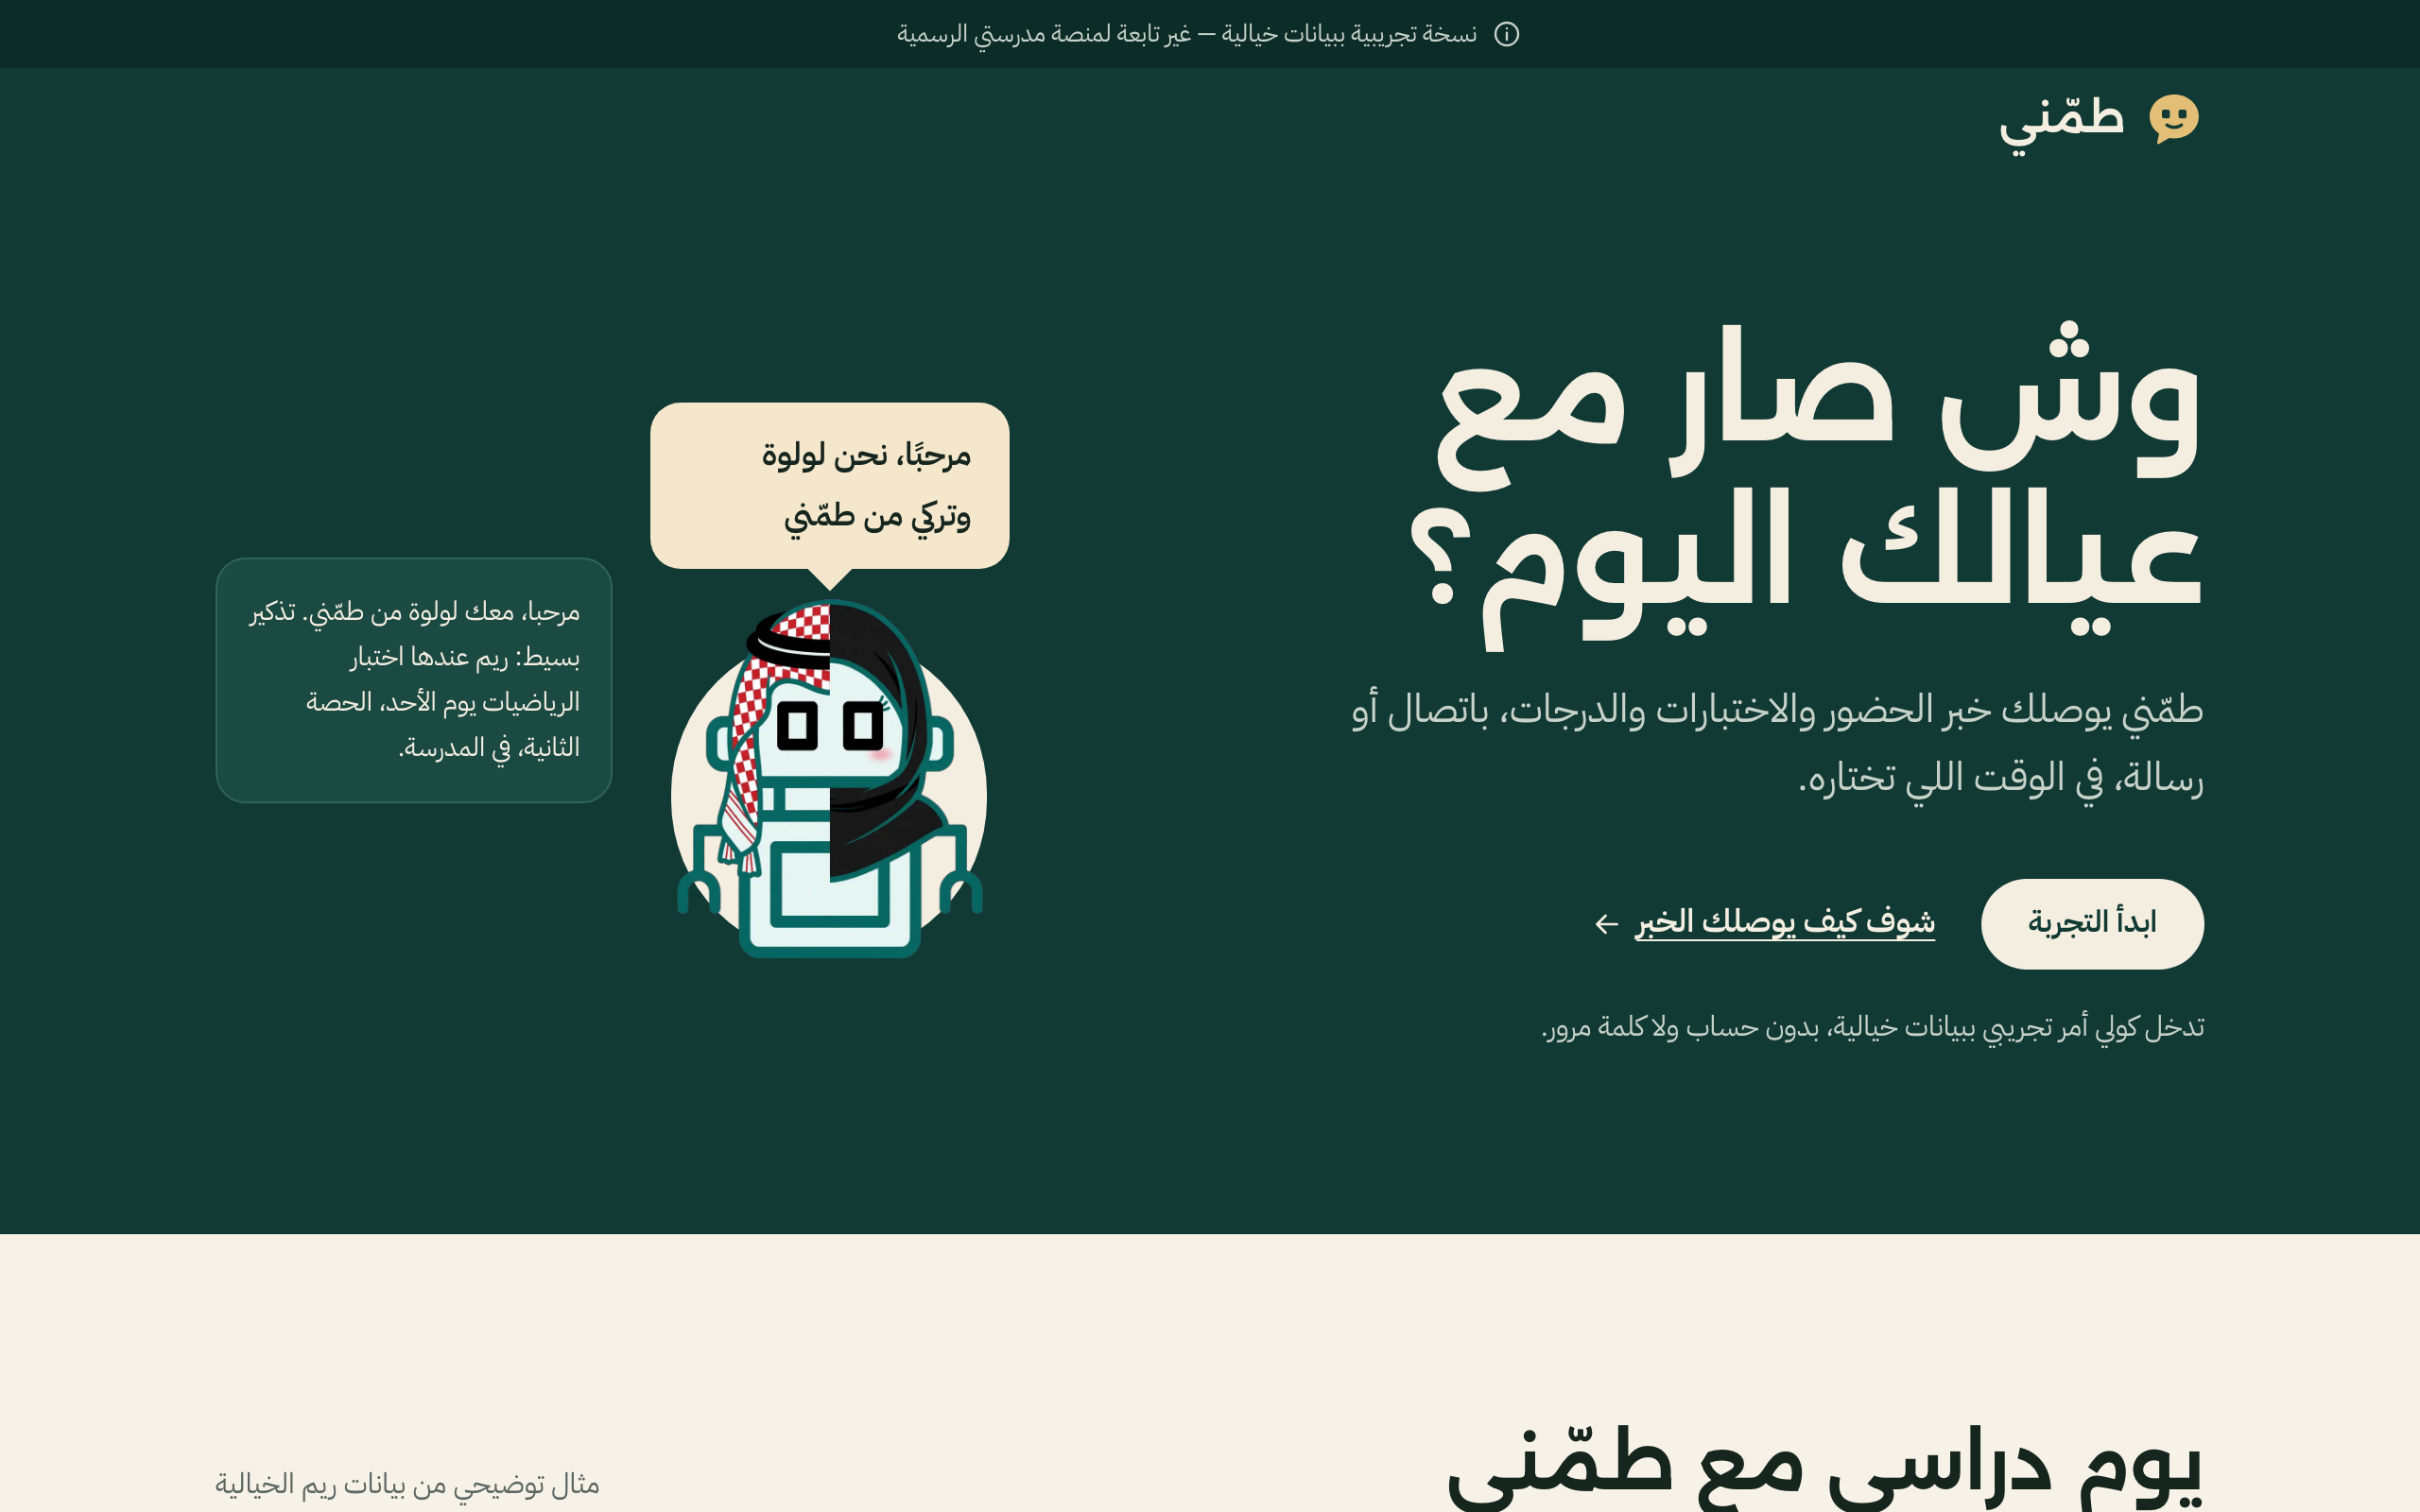 نسخة تجريبية ببيانات خيالية — غير تابعة لمنصة مدرستي الرسمية
طمّني
وش صار مع
عيالك اليوم؟
طمّني يوصلك خبر الحضور والاختبارات والدرجات، باتصال أو
رسالة، في الوقت اللي تختاره.
ابدأ التجربة
شوف كيف يوصلك الخبر ←
تدخل كولي أمر تجريبي ببيانات خيالية، بدون حساب ولا كلمة مرور.
مرحبًا، نحن لولوة
وتركي من طمّني
مرحبا، معك لولوة من طمّني. تذكير
بسيط: ريم عندها اختبار
الرياضيات يوم الأحد، الحصة
الثانية، في المدرسة.
يوم دراسي مع طمّني
مثال توضيحي من بيانات ريم الخيالية